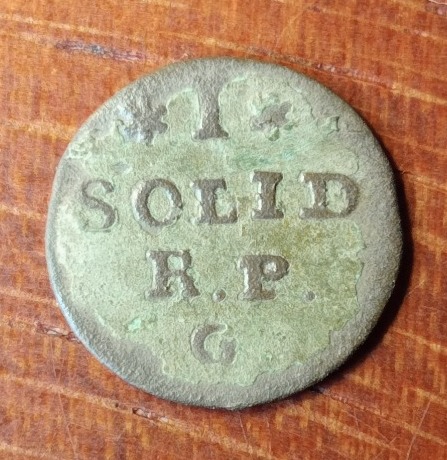 * I *
SOLID
R.P.
G